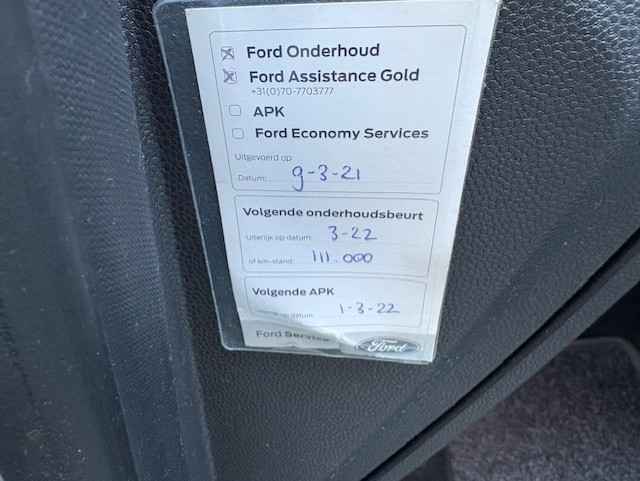 Ford Onderhoud
Ford Assistance Gold
+31(0)70-7703777
APK
Ford Economy Services
Uitgevoerd op
Datum: 9-3-21
Volgende onderhoudsbeurt
Uiterlijk op datum: 3-22
of km-stand: 111.000
Volgende APK
op datum: 1-3-22
Ford Service
Ford